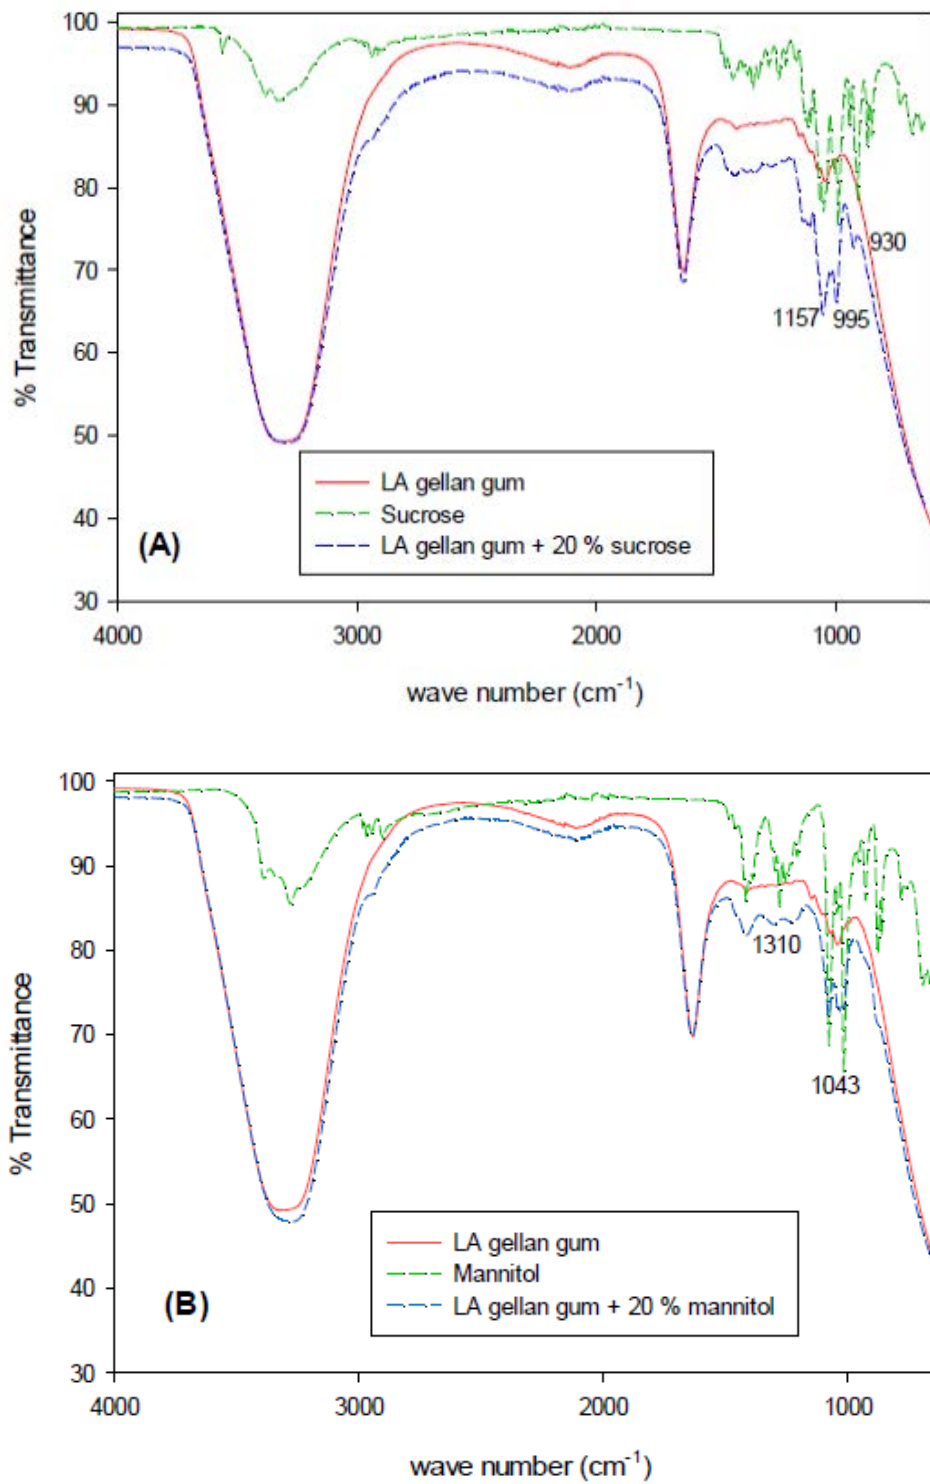 100
90
80
70
60
50
40
30
% Transmittance
930
1157 995
LA gellan gum
Sucrose
LA gellan gum + 20 % sucrose
(A)
4000 3000 2000 1000
wave number (cm⁻¹)
100
90
80
70
60
50
40
30
% Transmittance
1310
1043
LA gellan gum
Mannitol
LA gellan gum + 20 % mannitol
(B)
4000 3000 2000 1000
wave number (cm⁻¹)